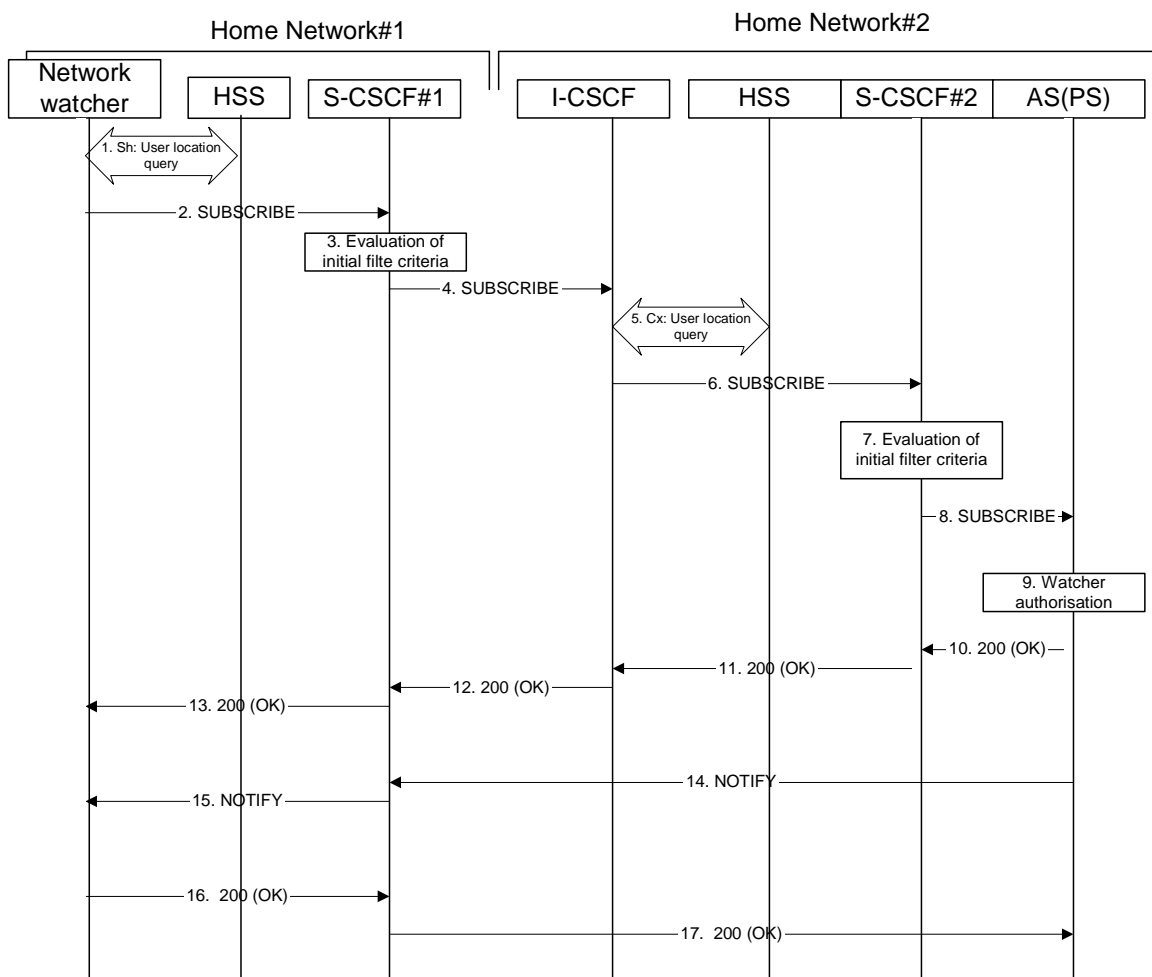 Home Network#1
Home Network#2
Network
watcher
HSS
S-CSCF#1
I-CSCF
HSS
S-CSCF#2
AS(PS)
1. Sh: User location
query
2. SUBSCRIBE
3. Evaluation of
initial filte criteria
4. SUBSCRIBE
5. Cx: User location
query
6. SUBSCRIBE
7. Evaluation of
initial filter criteria
8. SUBSCRIBE
9. Watcher
authorisation
10. 200 (OK)
11. 200 (OK)
12. 200 (OK)
13. 200 (OK)
14. NOTIFY
15. NOTIFY
16. 200 (OK)
17. 200 (OK)